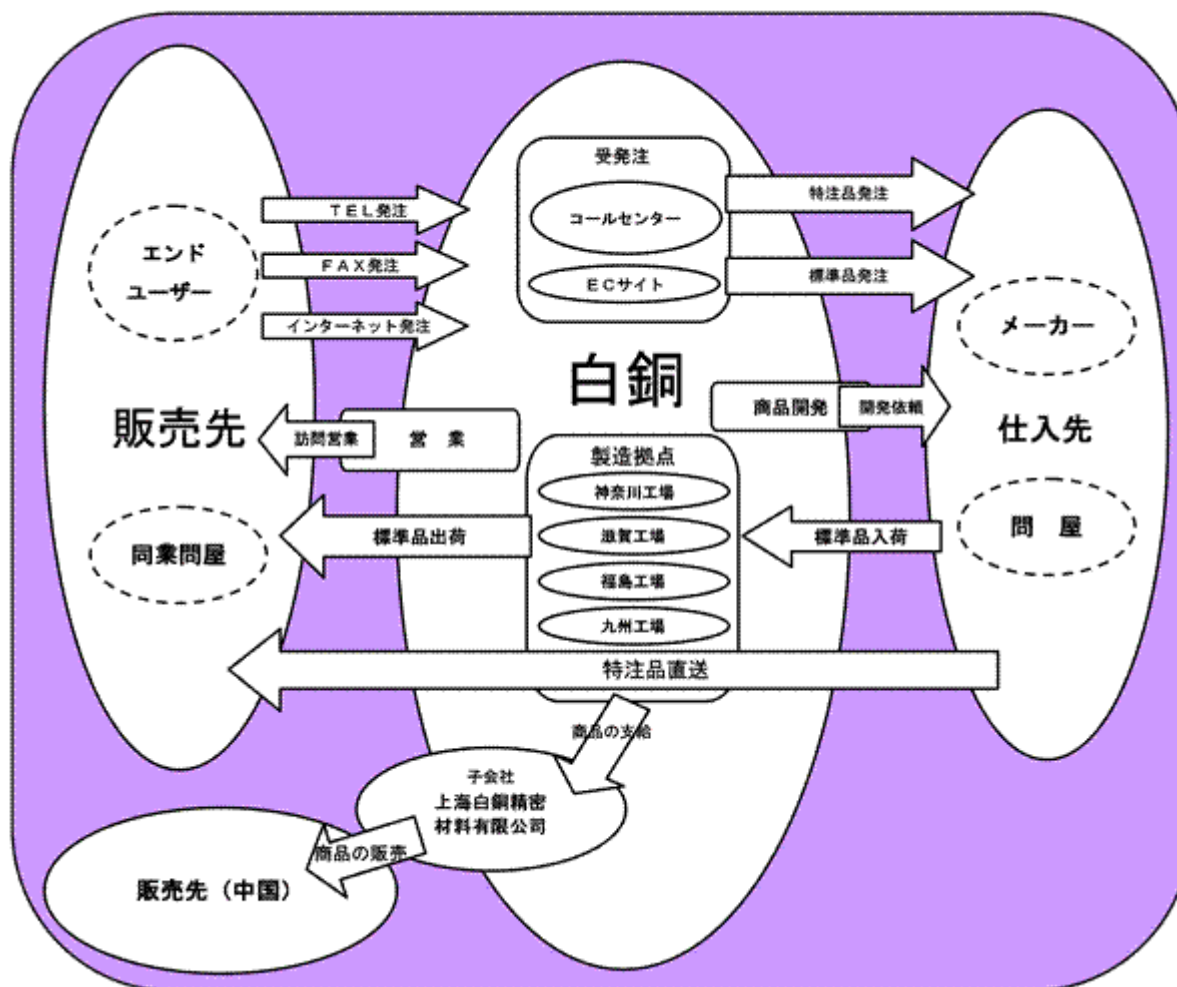 受発注
コールセンター
ＥＣサイト
ＴＥＬ発注
ＦＡＸ発注
インターネット発注
特注品発注
標準品発注
エンド
ユーザー
メーカー
白銅
販売先
訪問営業
営　業
商品開発
開発依頼
仕入先
製造拠点
神奈川工場
滋賀工場
福島工場
九州工場
標準品出荷
標準品入荷
同業問屋
問　屋
特注品直送
商品の支給
子会社
上海白銅精密
材料有限公司
商品の販売
販売先（中国）